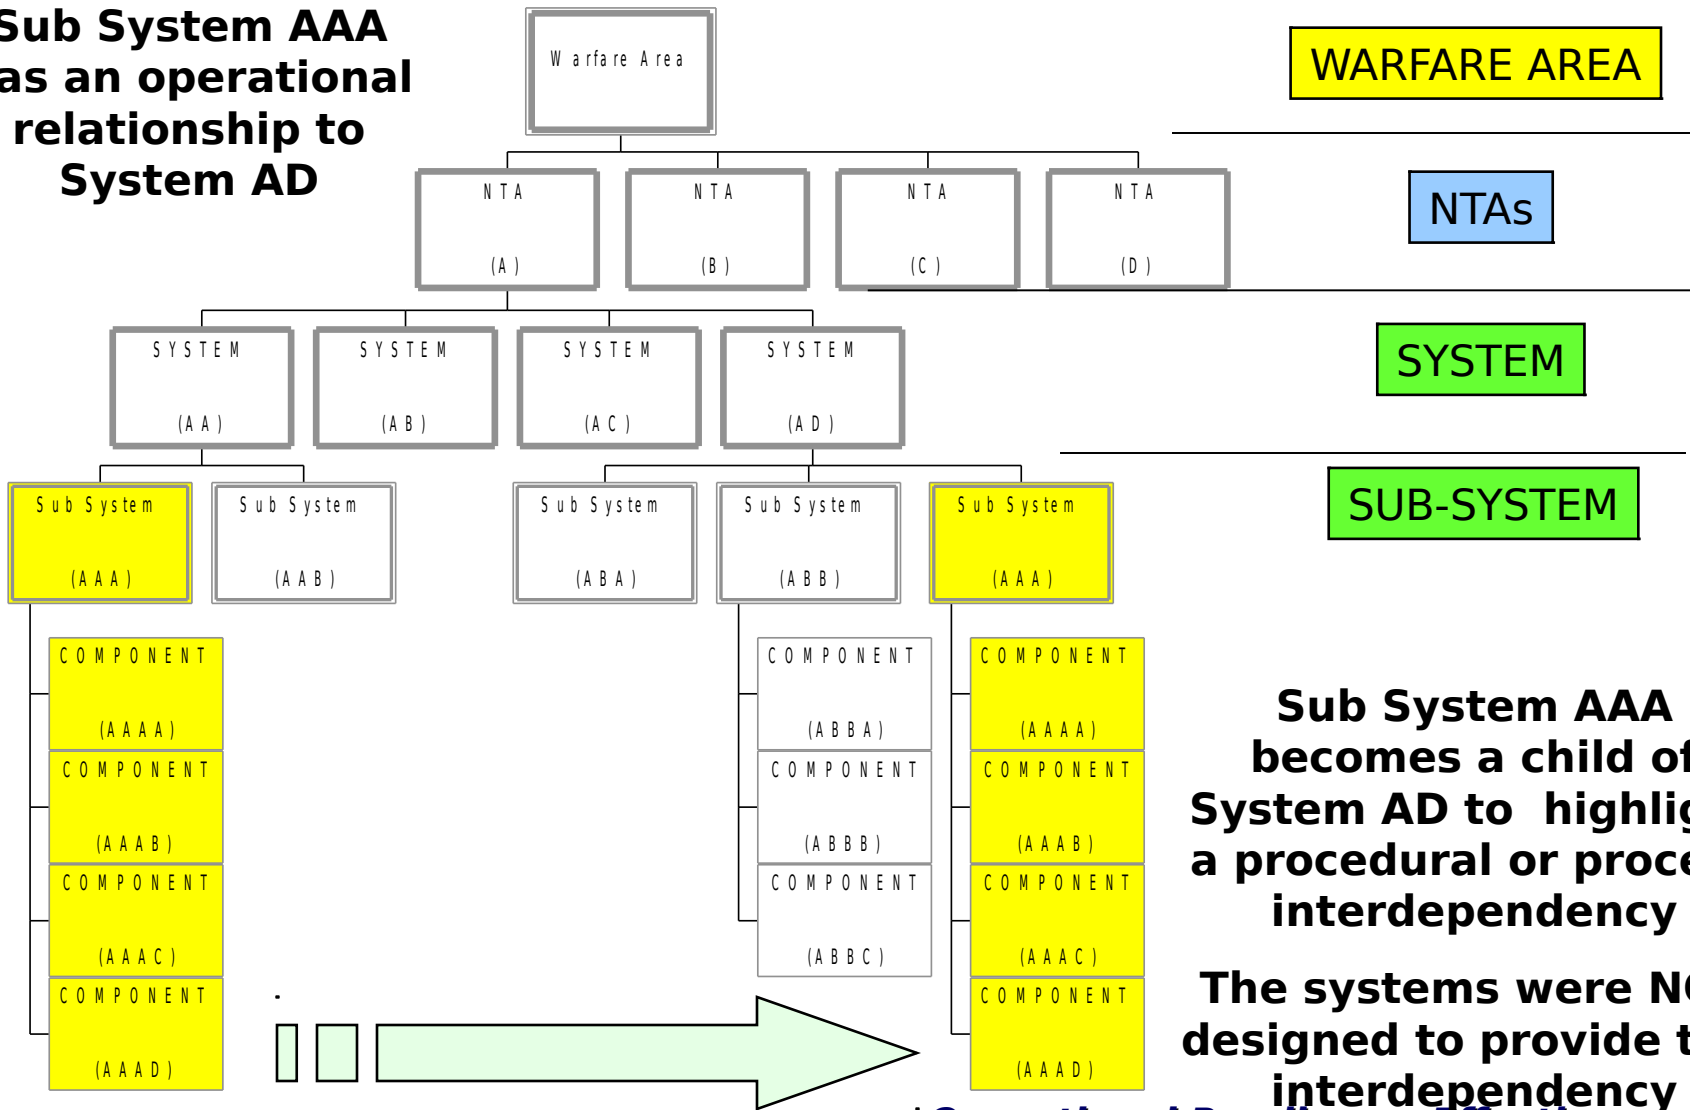 Sub System AAA
as an operational
relationship to
System AD
Warfare Area
WARFARE AREA
NTA
(A)
NTA
(B)
NTA
(C)
NTA
(D)
NTAs
SYSTEM
(AA)
SYSTEM
(AB)
SYSTEM
(AC)
SYSTEM
(AD)
SYSTEM
Sub System
(AAA)
Sub System
(AAB)
Sub System
(ABA)
Sub System
(ABB)
Sub System
(AAA)
SUB-SYSTEM
COMPONENT
(AAAA)
COMPONENT
(AAAB)
COMPONENT
(AAAC)
COMPONENT
(AAAD)
COMPONENT
(ABBA)
COMPONENT
(ABBB)
COMPONENT
(ABBC)
COMPONENT
(AAAA)
COMPONENT
(AAAB)
COMPONENT
(AAAC)
COMPONENT
(AAAD)
Sub System AAA
becomes a child of
System AD to highlig
a procedural or proce
interdependency
The systems were
designed to provide
interdependency